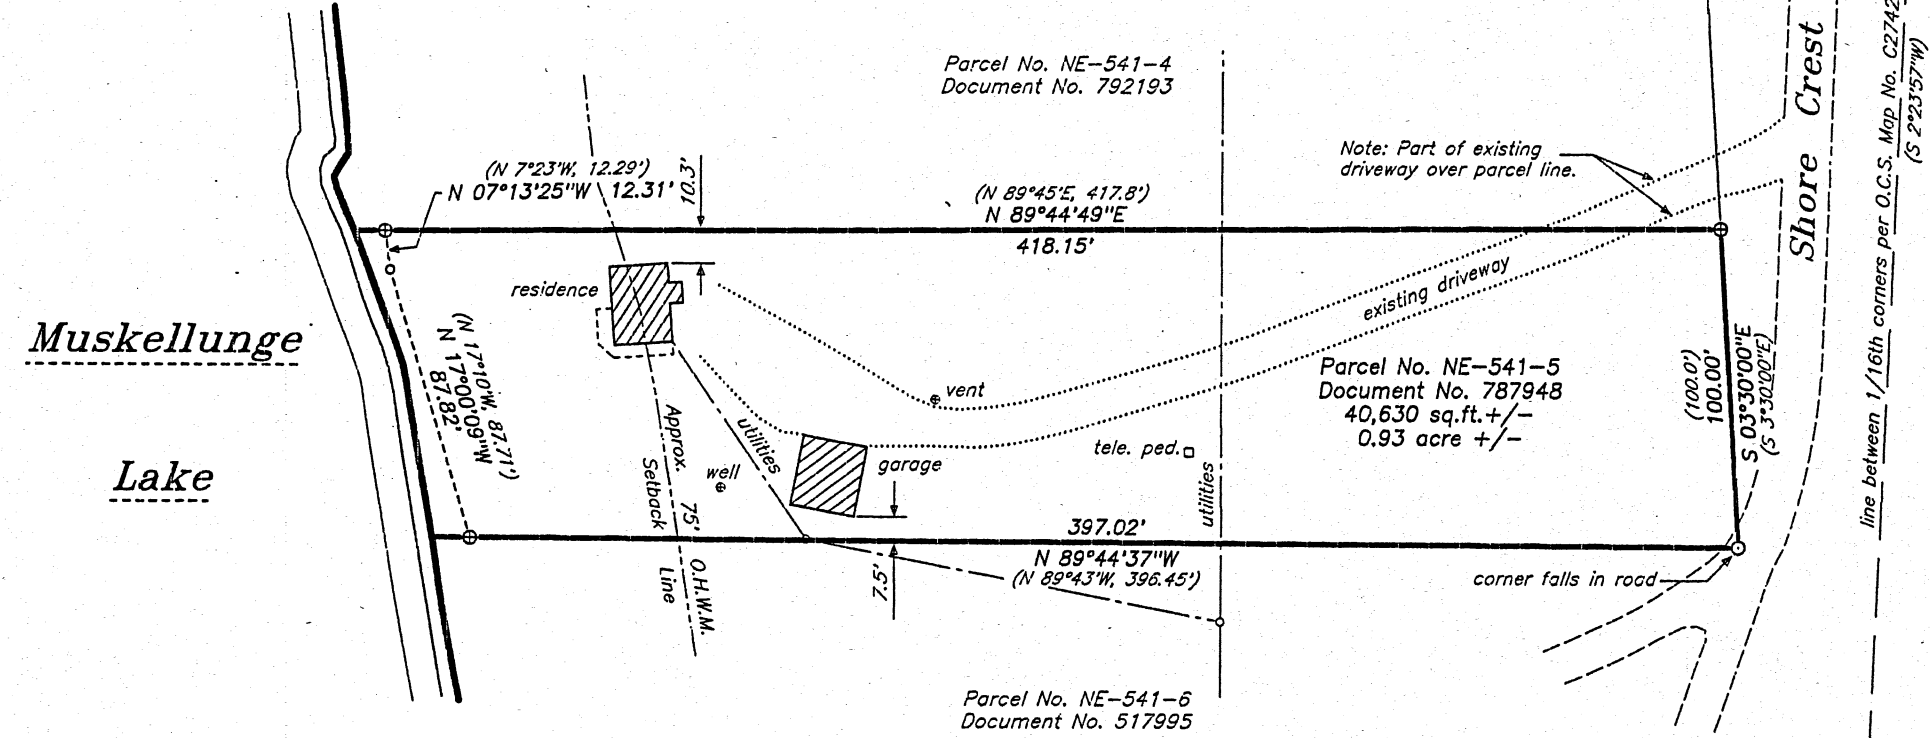 Parcel No. NE-541-4
Document No. 792193
(N 7°23'W, 12.29')
N 07°13'25"W 12.31'
10.3'
(N 89°45'E, 417.8')
N 89°44'49"E
418.15'
Note: Part of existing
driveway over parcel line.
Shore Crest
line between 1/16th corners per O.C.S. Map No. C2742
(S 2°23'57"W)
residence
existing driveway
Muskellunge
Lake
(N 17°10'W, 87.71')
N 17°00'09"W
87.82'
vent
Parcel No. NE-541-5
Document No. 787948
40,630 sq.ft.+/-
0.93 acre +/-
(100.0')
100.00'
S 03°30'00"E
(S 3°30'00"E)
Approx. 75' O.H.W.M.
Setback Line
utilities
well
garage
tele. ped.
utilities
397.02'
N 89°44'37"W
(N 89°43'W, 396.45')
7.5'
corner falls in road
Parcel No. NE-541-6
Document No. 517995